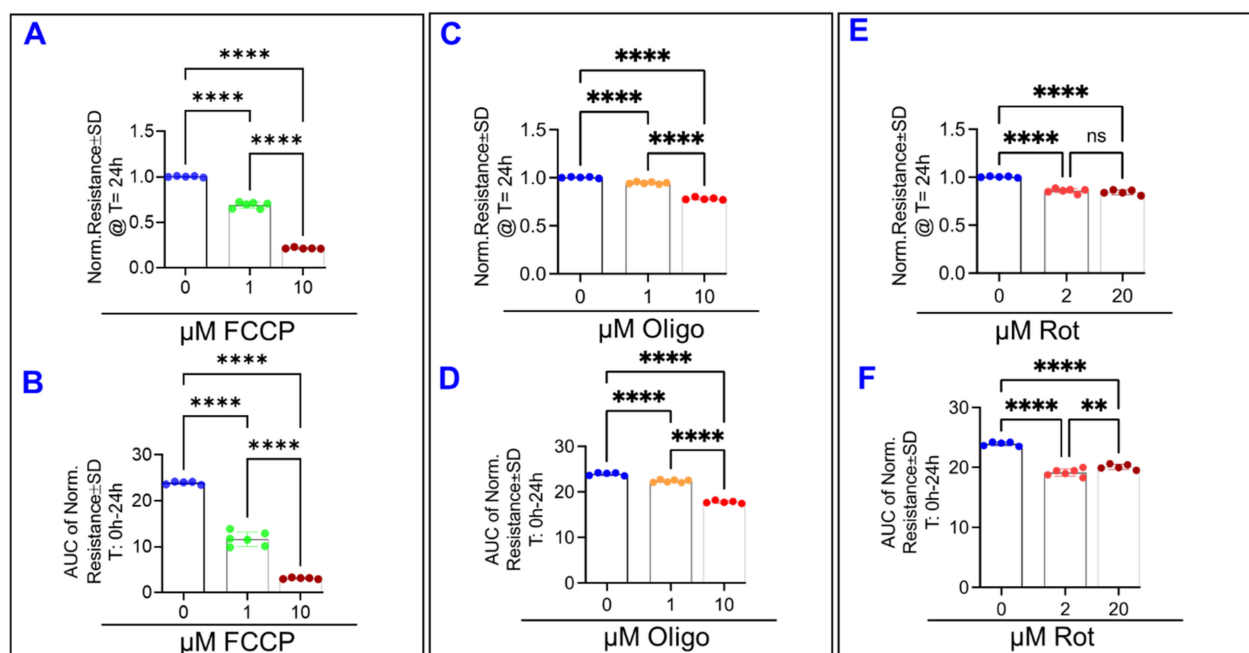 A
****
****
****
Norm.Resistance±SD
@ T= 24h
1.5
1.0
0.5
0.0
0 1 10
µM FCCP
B
****
****
****
AUC of Norm.
Resistance±SD
T: 0h-24h
30
20
10
0
0 1 10
µM FCCP
C
****
****
****
Norm.Resistance±SD
@ T= 24h
1.5
1.0
0.5
0.0
0 1 10
µM Oligo
D
****
****
****
AUC of Norm.
Resistance±SD
T: 0h-24h
30
20
10
0
0 1 10
µM Oligo
E
****
**** ns
Norm.Resistance±SD
@ T= 24h
1.5
1.0
0.5
0.0
0 2 20
µM Rot
F
****
**** **
AUC of Norm.
Resistance±SD
T: 0h-24h
30
20
10
0
0 2 20
µM Rot